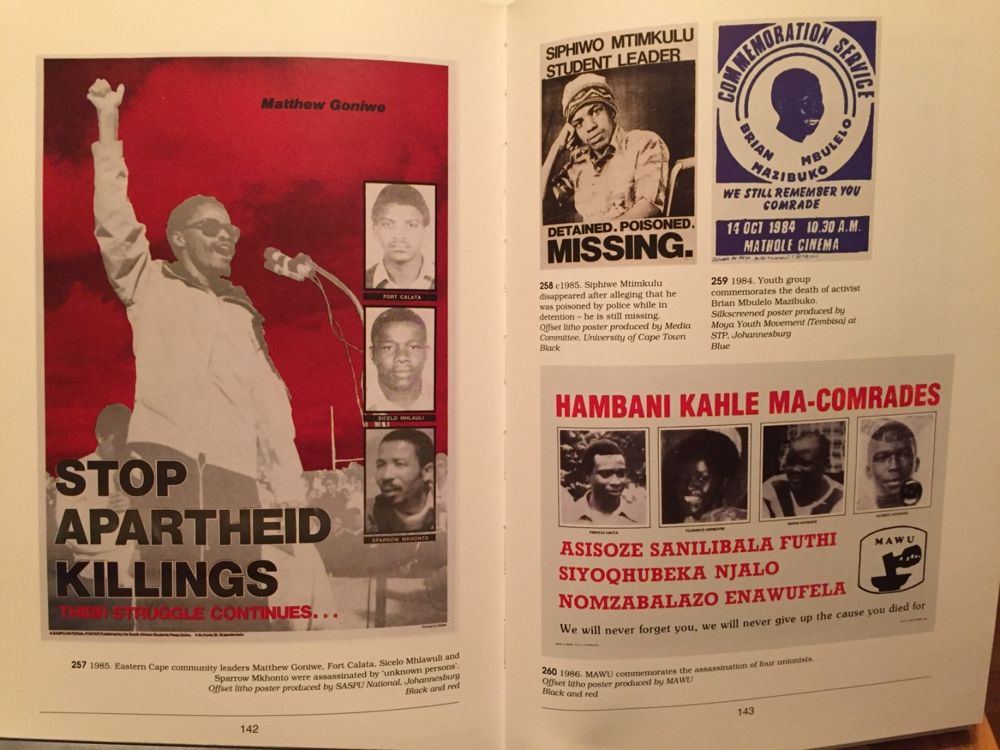 Matthew Goniwe
FORT CALATA
SICELO MHLAULI
SPARROW MKHONTO
STOP
APARTHEID
KILLINGS
THEIR STRUGGLE CONTINUES...
A SASPU NATIONAL POSTER Published by the South African Students Press Union, 9 de Korte St. Braamfontein.
Printed by Globe
257 1985. Eastern Cape community leaders Matthew Goniwe, Fort Calata, Sicelo Mhlawuli and
Sparrow Mkhonto were assassinated by 'unknown persons'.
Offset litho poster produced by SASPU National, Johannesburg
Black and red
142
SIPHIWO MTIMKULU
STUDENT LEADER
DETAINED. POISONED.
MISSING.
258 c1985. Siphiwe Mtimkulu
disappeared after alleging that he
was poisoned by police while in
detention – he is still missing.
Offset litho poster produced by Media
Committee, University of Cape Town
Black
COMMEMORATION SERVICE
BRIAN MBULELO
MAZIBUKO
WE STILL REMEMBER YOU
COMRADE
14 OCT 1984 10.30 A.M.
MATHOLE CINEMA
259 1984. Youth group
commemorates the death of activist
Brian Mbulelo Mazibuko.
Silkscreened poster produced by
Moya Youth Movement (Tembisa) at
STP, Johannesburg
Blue
HAMBANI KAHLE MA-COMRADES
PHINEAS SIBIYA
FLORENCE MNIKATHI
SIMON NGUBANE
ASISOZE SANILIBALA FUTHI
SIYOQHUBEKA NJALO
NOMZABALAZO ENAWUFELA
MAWU
We will never forget you, we will never give up the cause you died for
260 1986. MAWU commemorates the assassination of four unionists.
Offset litho poster produced by MAWU
Black and red
143